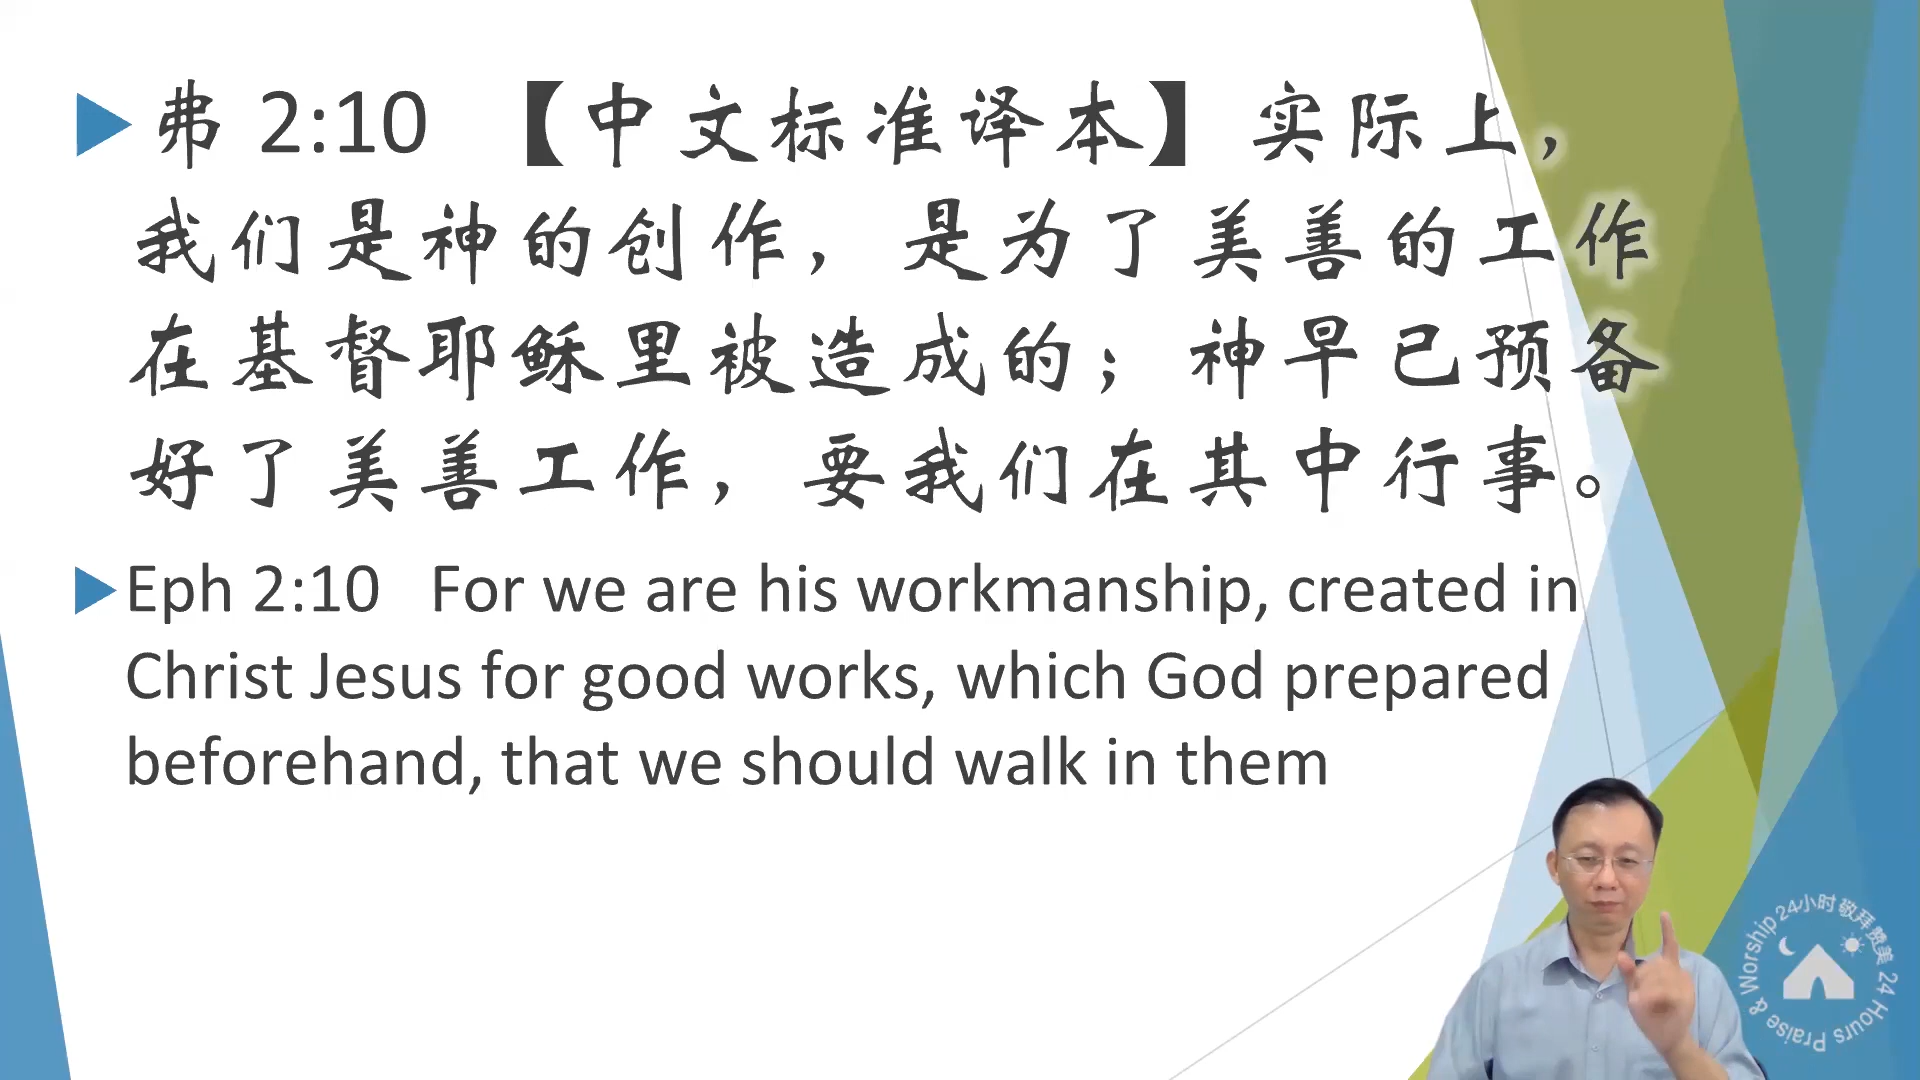 弗 2:10 【中文标准译本】实际上，
我们是神的创作，是为了美善的工作
在基督耶稣里被造成的；神早已预备
好了美善工作，要我们在其中行事。
Eph 2:10 For we are his workmanship, created in
Christ Jesus for good works, which God prepared
beforehand, that we should walk in them
24小时敬拜赞美 24 Hours Praise & Worship